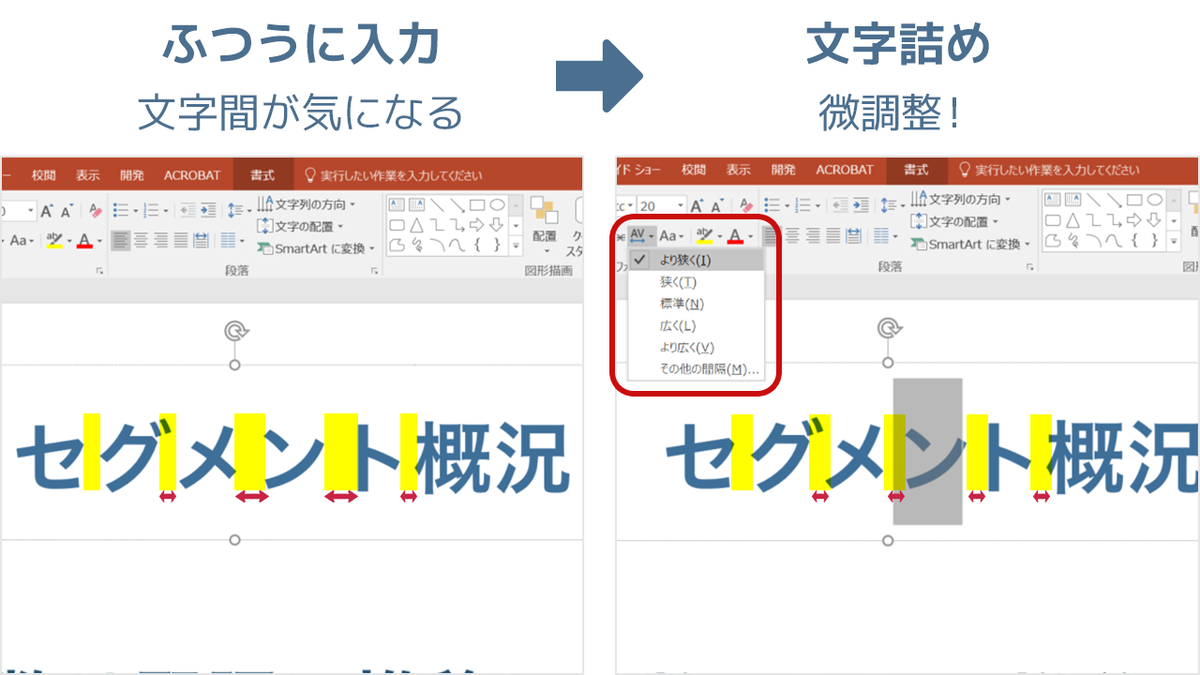 ふつうに入力
文字間が気になる
文字詰め
微調整！
校閲 表示 開発 ACROBAT 書式 実行したい作業を入力してください
文字列の方向
文字の配置
Aa A
SmartArt に変換
配置
段落
図形描画
セグメント概況
イド ショー 校閲 表示 開発 ACROBAT 書式 実行したい作業を入力してください
20
文字列の方向
AV Aa A
文字の配置
SmartArt に変換
段落
より狭く(I)
狭く(T)
標準(N)
広く(L)
より広く(V)
その他の間隔(M)...
セグメント概況